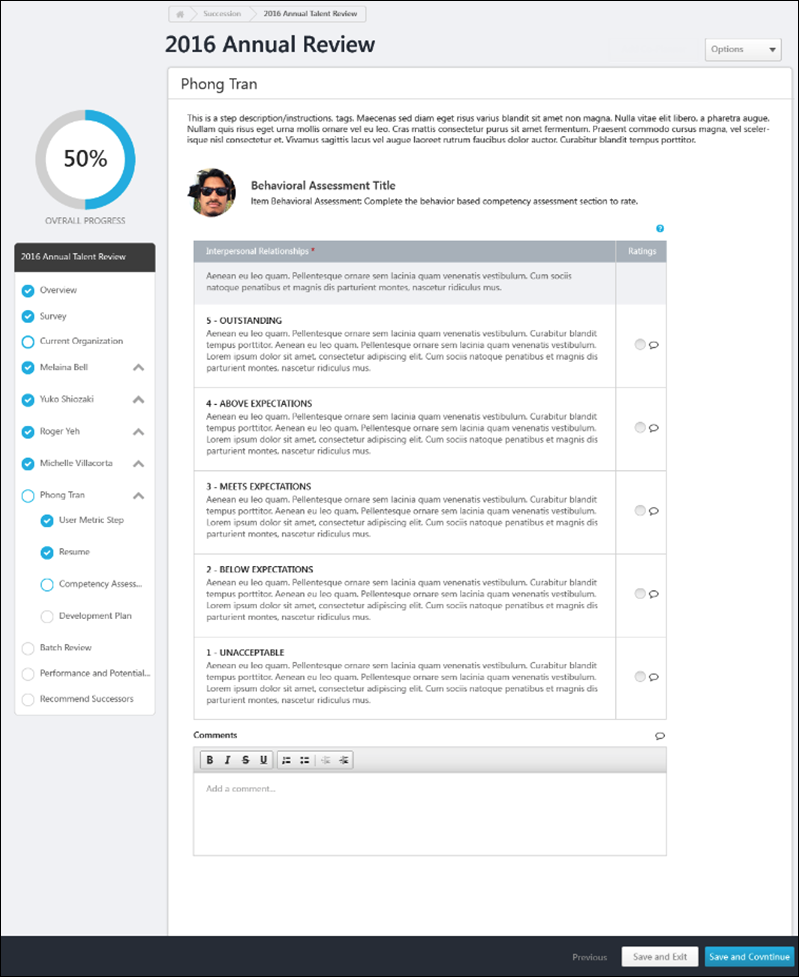 Succession
2016 Annual Talent Review
2016 Annual Review
Options
Phong Tran
This is a step description/instructions, tags. Maecenas sed diam eget risus varius blandit sit amet non magna. Nulla vitae elit libero, a pharetra augue.
Nullam quis risus eget urna mollis ornare vel eu leo. Cras mattis consectetur purus sit amet fermentum. Praesent commodo cursus magna, vel sceler-
isque nisl consectetur et. Vivamus sagittis lacus vel augue laoreet rutrum faucibus dolor auctor. Curabitur blandit tempus porttitor.
50%
OVERALL PROGRESS
Behavioral Assessment Title
Item Behavioral Assessment: Complete the behavior based competency assessment section to rate.
2016 Annual Talent Review
Overview
Survey
Current Organization
Melaina Bell
Yuko Shiozaki
Roger Yeh
Michelle Villacorta
Phong Tran
User Metric Step
Resume
Competency Assess...
Development Plan
Batch Review
Performance and Potential...
Recommend Successors
?
Interpersonal Relationships *
Ratings
Aenean eu leo quam. Pellentesque ornare sem lacinia quam venenatis vestibulum. Cum sociis
natoque penatibus et magnis dis parturient montes, nascetur ridiculus mus.
5 - OUTSTANDING
Aenean eu leo quam. Pellentesque ornare sem lacinia quam venenatis vestibulum. Curabitur blandit
tempus porttitor. Aenean eu leo quam. Pellentesque ornare sem lacinia quam venenatis vestibulum.
Lorem ipsum dolor sit amet, consectetur adipiscing elit. Cum sociis natoque penatibus et magnis dis
parturient montes, nascetur ridiculus mus.
4 - ABOVE EXPECTATIONS
Aenean eu leo quam. Pellentesque ornare sem lacinia quam venenatis vestibulum. Curabitur blandit
tempus porttitor. Aenean eu leo quam. Pellentesque ornare sem lacinia quam venenatis vestibulum.
Lorem ipsum dolor sit amet, consectetur adipiscing elit. Cum sociis natoque penatibus et magnis dis
parturient montes, nascetur ridiculus mus.
3 - MEETS EXPECTATIONS
Aenean eu leo quam. Pellentesque ornare sem lacinia quam venenatis vestibulum. Curabitur blandit
tempus porttitor. Aenean eu leo quam. Pellentesque ornare sem lacinia quam venenatis vestibulum.
Lorem ipsum dolor sit amet, consectetur adipiscing elit. Cum sociis natoque penatibus et magnis dis
parturient montes, nascetur ridiculus mus.
2 - BELOW EXPECTATIONS
Aenean eu leo quam. Pellentesque ornare sem lacinia quam venenatis vestibulum. Curabitur blandit
tempus porttitor. Aenean eu leo quam. Pellentesque ornare sem lacinia quam venenatis vestibulum.
Lorem ipsum dolor sit amet, consectetur adipiscing elit. Cum sociis natoque penatibus et magnis dis
parturient montes, nascetur ridiculus mus.
1 - UNACCEPTABLE
Aenean eu leo quam. Pellentesque ornare sem lacinia quam venenatis vestibulum. Curabitur blandit
tempus porttitor. Aenean eu leo quam. Pellentesque ornare sem lacinia quam venenatis vestibulum.
Lorem ipsum dolor sit amet, consectetur adipiscing elit. Cum sociis natoque penatibus et magnis dis
parturient montes, nascetur ridiculus mus.
Comments
B I S U
Add a comment...
Previous
Save and Exit
Save and Covntinue